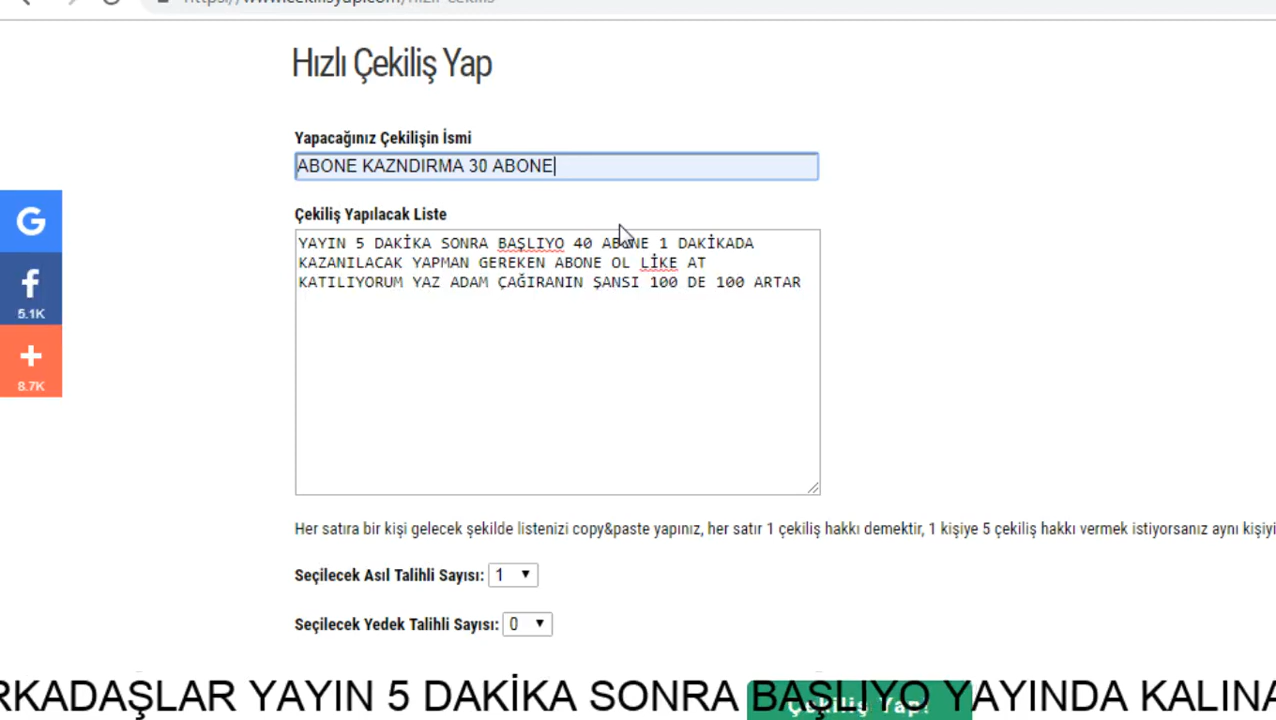 Hızlı Çekiliş Yap
Yapacağınız Çekilişin İsmi
ABONE KAZNDIRMA 30 ABONE
Çekiliş Yapılacak Liste
YAYIN 5 DAKİKA SONRA BAŞLIYO 40 ABONE 1 DAKİKADA
KAZANILACAK YAPMAN GEREKEN ABONE OL LİKE AT
KATILIYORUM YAZ ADAM ÇAĞIRANIN ŞANSI 100 DE 100 ARTAR
G
f
5.1K
+
8.7K
Her satıra bir kişi gelecek şekilde listenizi copy&paste yapınız, her satır 1 çekiliş hakkı demektir, 1 kişiye 5 çekiliş hakkı vermek istiyorsanız aynı kişiyi
Seçilecek Asıl Talihli Sayısı: 1
Seçilecek Yedek Talihli Sayısı: 0
Çekiliş Yap!
RKADAŞLAR YAYIN 5 DAKİKA SONRA BAŞLIYO YAYINDA KALINA